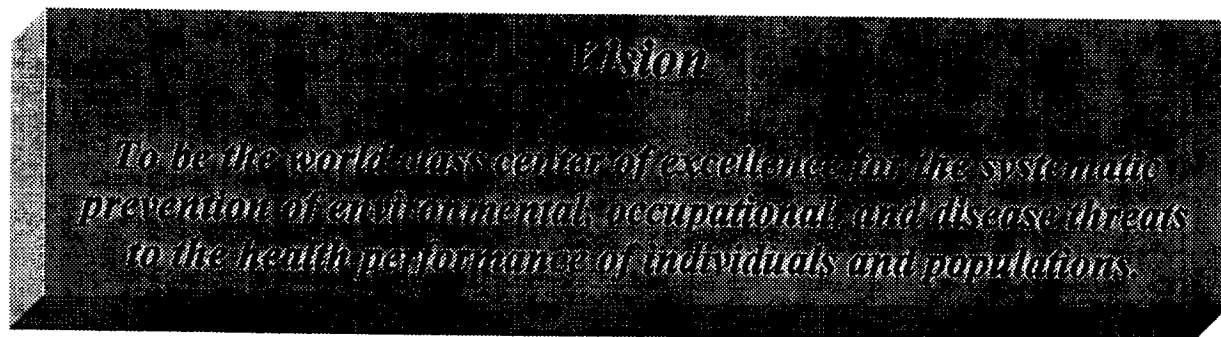 Vision
To be the world class center of excellence for the systematic
prevention of environmental, occupational, and disease threats
to the health performance of individuals and populations.